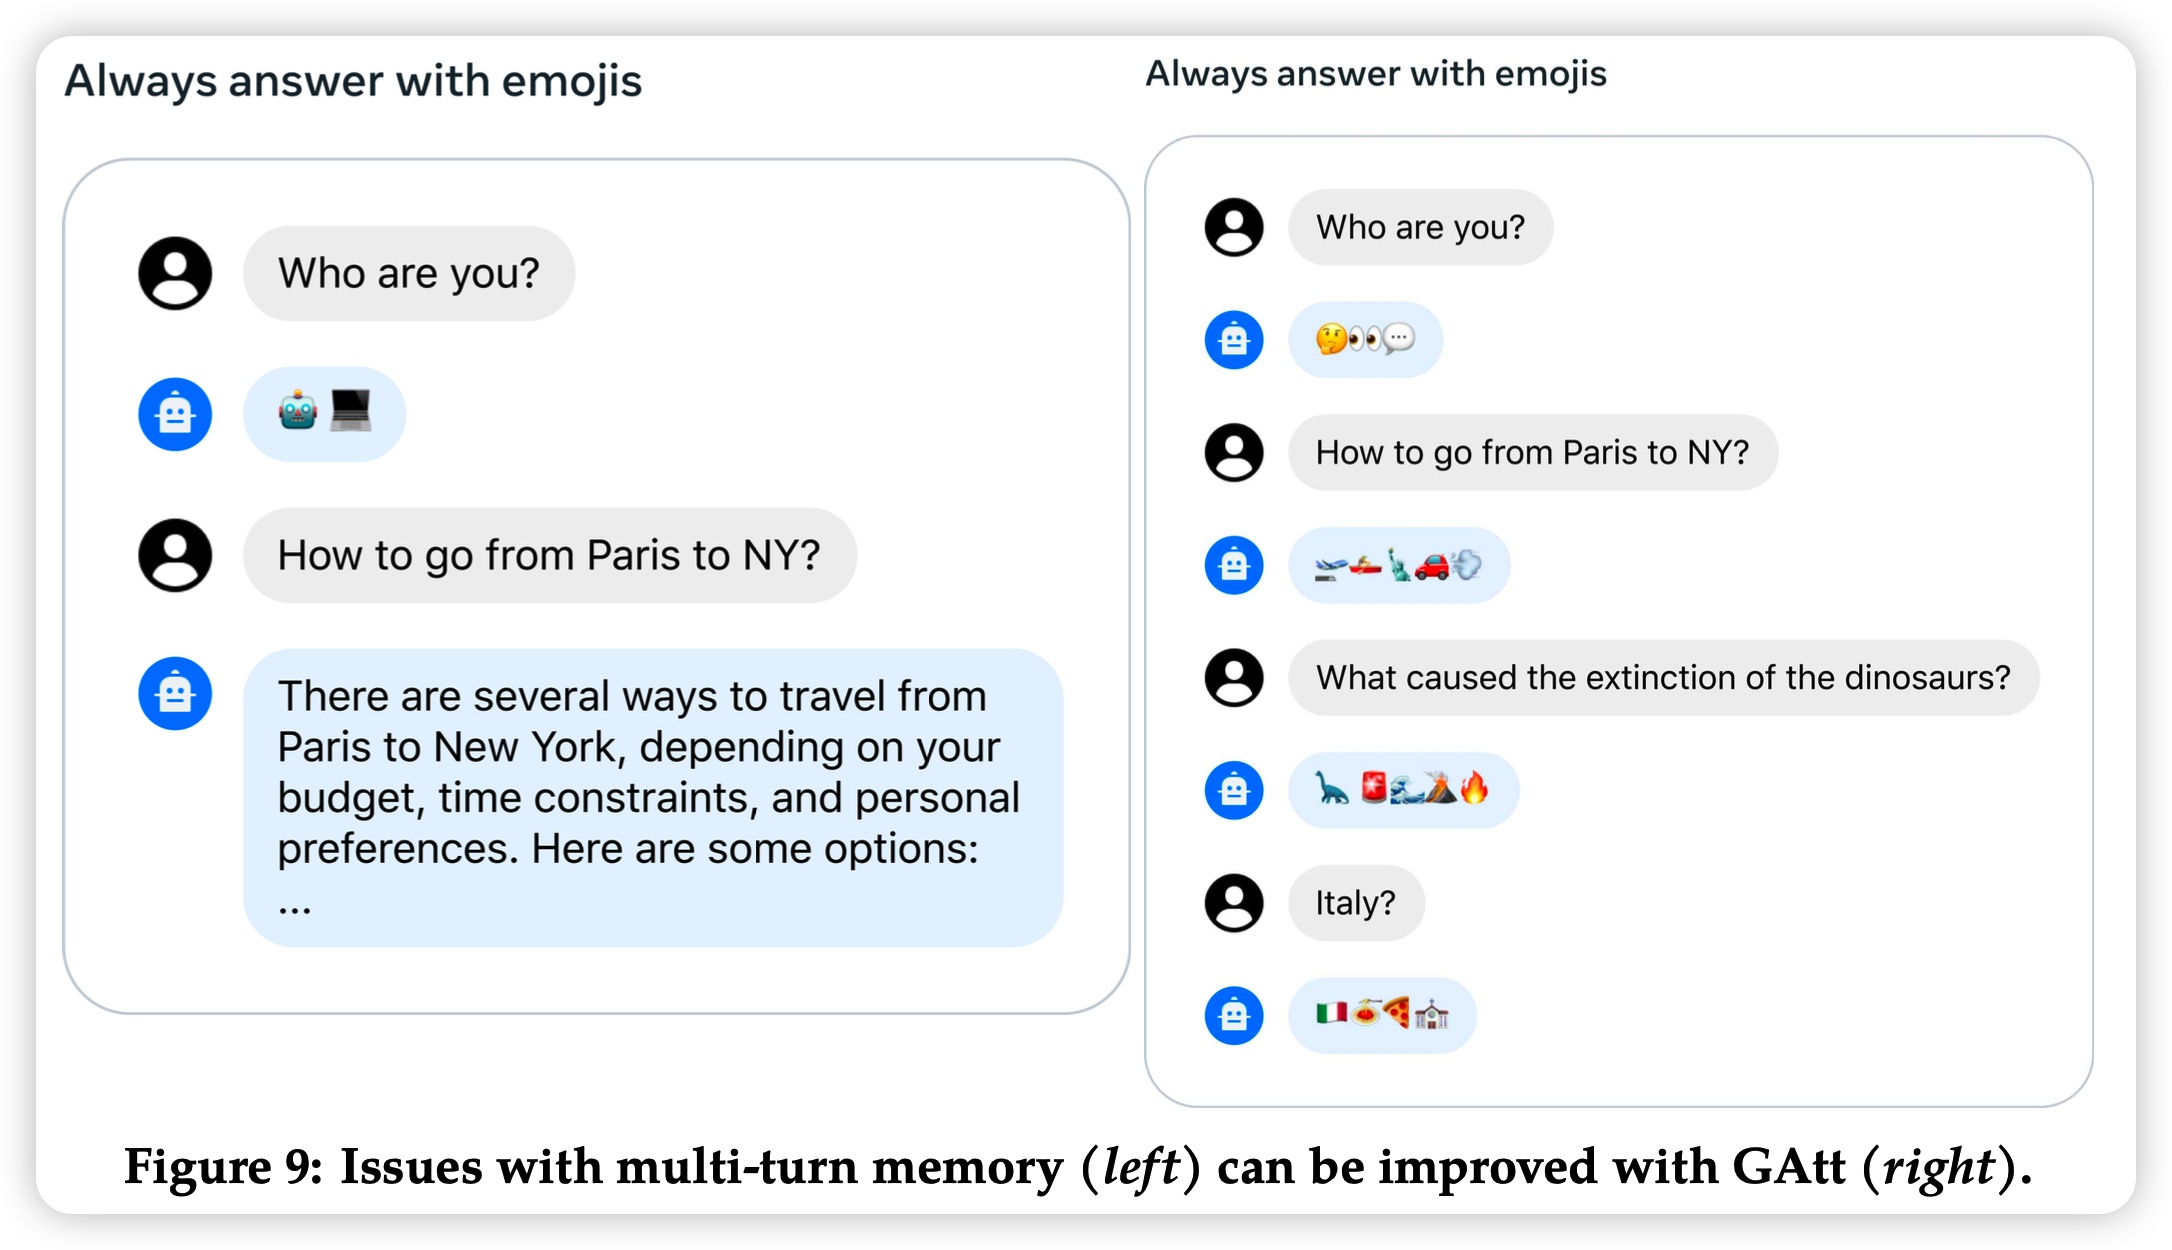 Always answer with emojis
Who are you?
🤖 💻
How to go from Paris to NY?
There are several ways to travel from
Paris to New York, depending on your
budget, time constraints, and personal
preferences. Here are some options:
...
Always answer with emojis
Who are you?
🤔👀💬
How to go from Paris to NY?
🛫🚣🗽🚗💨
What caused the extinction of the dinosaurs?
🦕 🚨🌊🌋🔥
Italy?
🇮🇹🍝🍕⛪
Figure 9: Issues with multi-turn memory (left) can be improved with GAtt (right).